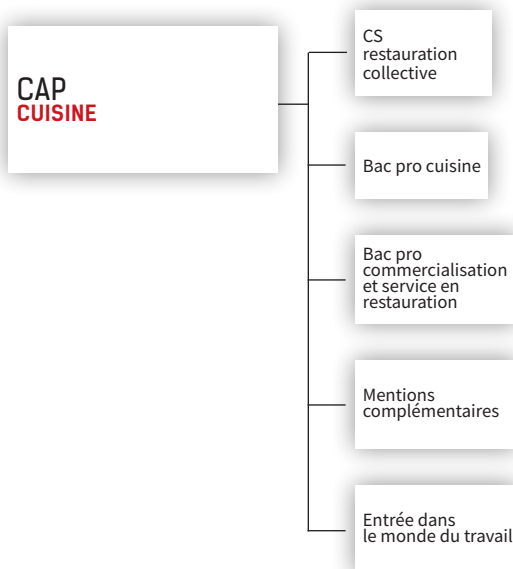 CAP
CUISINE
CS
restauration
collective
Bac pro cuisine
Bac pro
commercialisation
et service en
restauration
Mentions
complémentaires
Entrée dans
le monde du travail